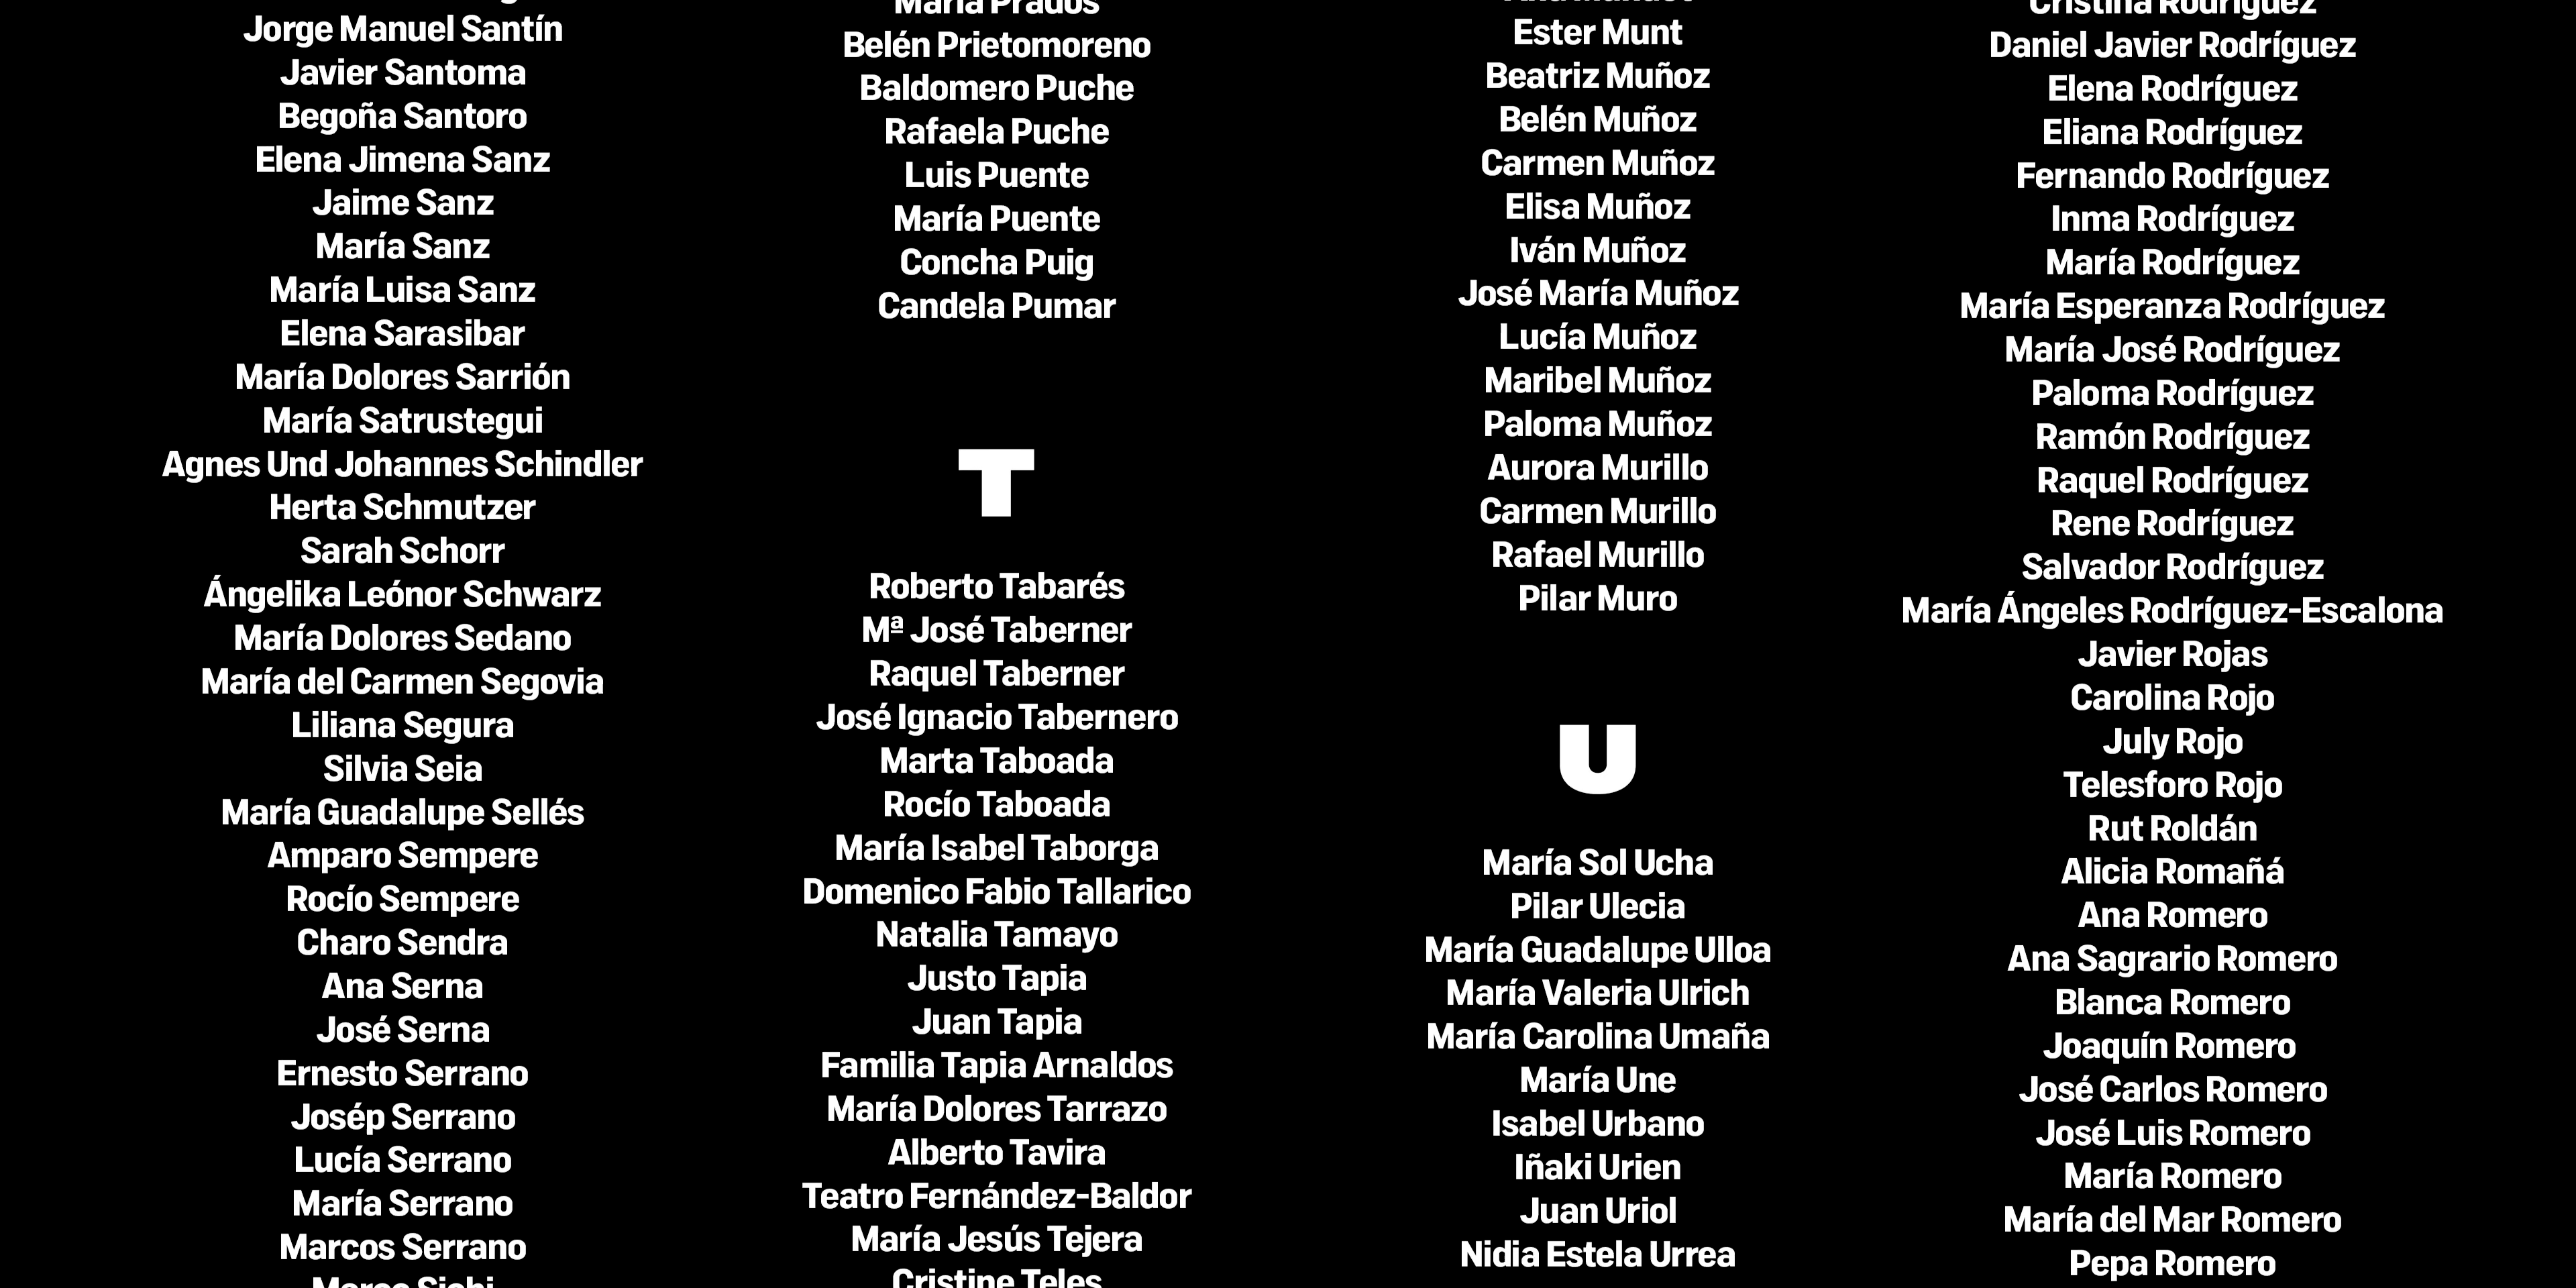 Jorge Manuel Santín
Javier Santoma
Begoña Santoro
Elena Jimena Sanz
Jaime Sanz
María Sanz
María Luisa Sanz
Elena Sarasibar
María Dolores Sarrión
María Satrustegui
Agnes Und Johannes Schindler
Herta Schmutzer
Sarah Schorr
Ángelika Leónor Schwarz
María Dolores Sedano
María del Carmen Segovia
Liliana Segura
Silvia Seia
María Guadalupe Sellés
Amparo Sempere
Rocío Sempere
Charo Sendra
Ana Serna
José Serna
Ernesto Serrano
Josép Serrano
Lucía Serrano
María Serrano
Marcos Serrano
María Prados
Belén Prietomoreno
Baldomero Puche
Rafaela Puche
Luis Puente
María Puente
Concha Puig
Candela Pumar
T
Roberto Tabarés
Mª José Taberner
Raquel Taberner
José Ignacio Tabernero
Marta Taboada
Rocío Taboada
María Isabel Taborga
Domenico Fabio Tallarico
Natalia Tamayo
Justo Tapia
Juan Tapia
Familia Tapia Arnaldos
María Dolores Tarrazo
Alberto Tavira
Teatro Fernández-Baldor
María Jesús Tejera
Cristine Teles
Ester Munt
Beatriz Muñoz
Belén Muñoz
Carmen Muñoz
Elisa Muñoz
Iván Muñoz
José María Muñoz
Lucía Muñoz
Maribel Muñoz
Paloma Muñoz
Aurora Murillo
Carmen Murillo
Rafael Murillo
Pilar Muro
U
María Sol Ucha
Pilar Ulecia
María Guadalupe Ulloa
María Valeria Ulrich
María Carolina Umaña
María Une
Isabel Urbano
Iñaki Urien
Juan Uriol
Nidia Estela Urrea
Cristina Rodríguez
Daniel Javier Rodríguez
Elena Rodríguez
Eliana Rodríguez
Fernando Rodríguez
Inma Rodríguez
María Rodríguez
María Esperanza Rodríguez
María José Rodríguez
Paloma Rodríguez
Ramón Rodríguez
Raquel Rodríguez
Rene Rodríguez
Salvador Rodríguez
María Ángeles Rodríguez-Escalona
Javier Rojas
Carolina Rojo
July Rojo
Telesforo Rojo
Rut Roldán
Alicia Romañá
Ana Romero
Ana Sagrario Romero
Blanca Romero
Joaquín Romero
José Carlos Romero
José Luis Romero
María Romero
María del Mar Romero
Pepa Romero